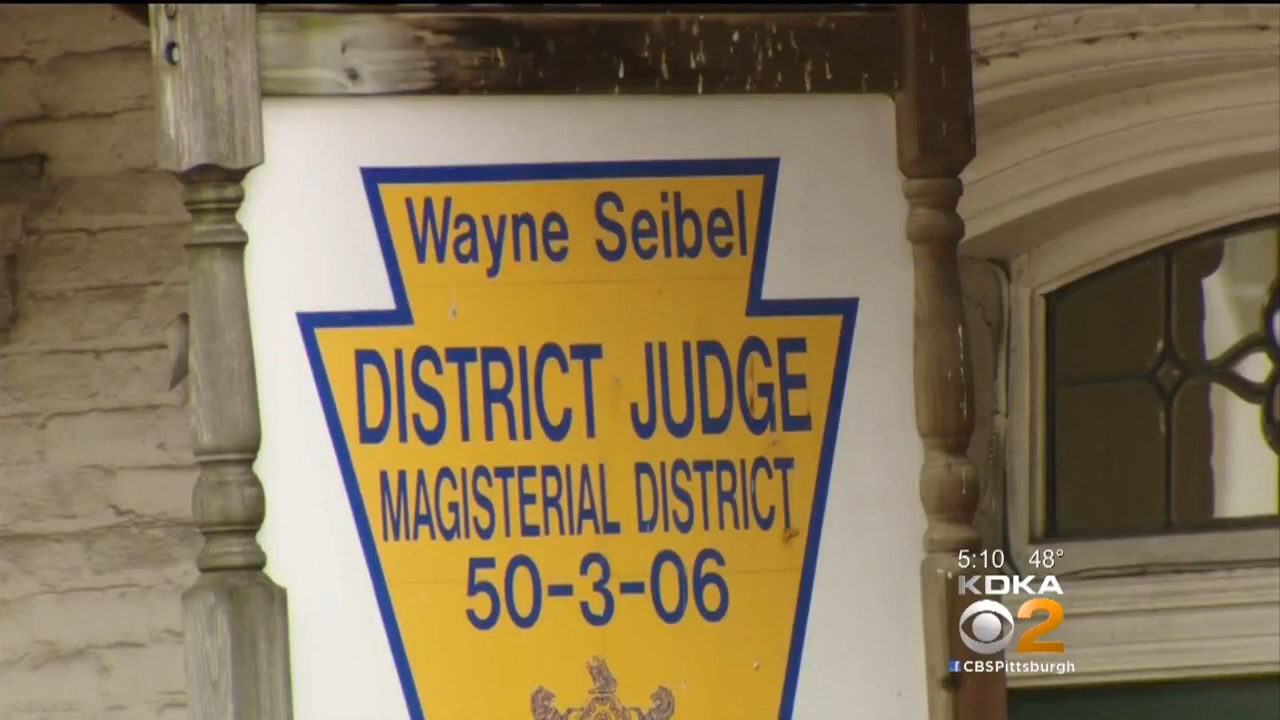 Wayne Seibel
DISTRICT JUDGE
MAGISTERIAL DISTRICT
50-3-06
5:10 48°
KDKA
2
f CBSPittsburgh